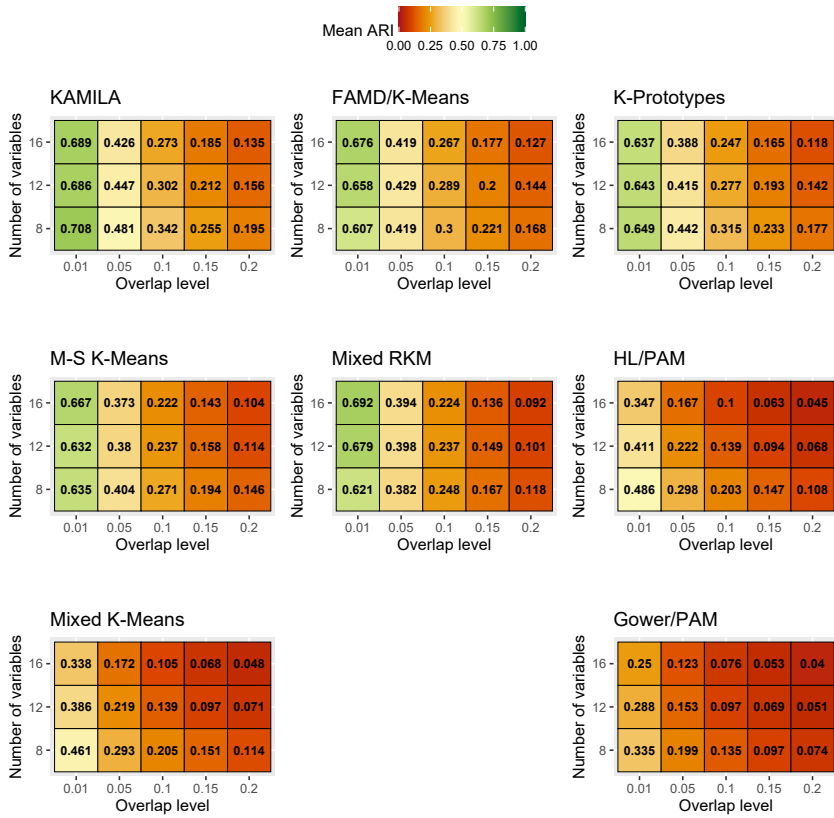 Mean ARI
0.00 0.25 0.50 0.75 1.00
KAMILA
Number of variables
16 0.689 0.426 0.273 0.185 0.135
12 0.686 0.447 0.302 0.212 0.156
8 0.708 0.481 0.342 0.255 0.195
0.01 0.05 0.1 0.15 0.2
Overlap level
FAMD/K-Means
Number of variables
16 0.676 0.419 0.267 0.177 0.127
12 0.658 0.429 0.289 0.2 0.144
8 0.607 0.419 0.3 0.221 0.168
0.01 0.05 0.1 0.15 0.2
Overlap level
K-Prototypes
Number of variables
16 0.637 0.388 0.247 0.165 0.118
12 0.643 0.415 0.277 0.193 0.142
8 0.649 0.442 0.315 0.233 0.177
0.01 0.05 0.1 0.15 0.2
Overlap level
M-S K-Means
Number of variables
16 0.667 0.373 0.222 0.143 0.104
12 0.632 0.38 0.237 0.158 0.114
8 0.635 0.404 0.271 0.194 0.146
0.01 0.05 0.1 0.15 0.2
Overlap level
Mixed RKM
Number of variables
16 0.692 0.394 0.224 0.136 0.092
12 0.679 0.398 0.237 0.149 0.101
8 0.621 0.382 0.248 0.167 0.118
0.01 0.05 0.1 0.15 0.2
Overlap level
HL/PAM
Number of variables
16 0.347 0.167 0.1 0.063 0.045
12 0.411 0.222 0.139 0.094 0.068
8 0.486 0.298 0.203 0.147 0.108
0.01 0.05 0.1 0.15 0.2
Overlap level
Mixed K-Means
Number of variables
16 0.338 0.172 0.105 0.068 0.048
12 0.386 0.219 0.139 0.097 0.071
8 0.461 0.293 0.205 0.151 0.114
0.01 0.05 0.1 0.15 0.2
Overlap level
Gower/PAM
Number of variables
16 0.25 0.123 0.076 0.053 0.04
12 0.288 0.153 0.097 0.069 0.051
8 0.335 0.199 0.135 0.097 0.074
0.01 0.05 0.1 0.15 0.2
Overlap level